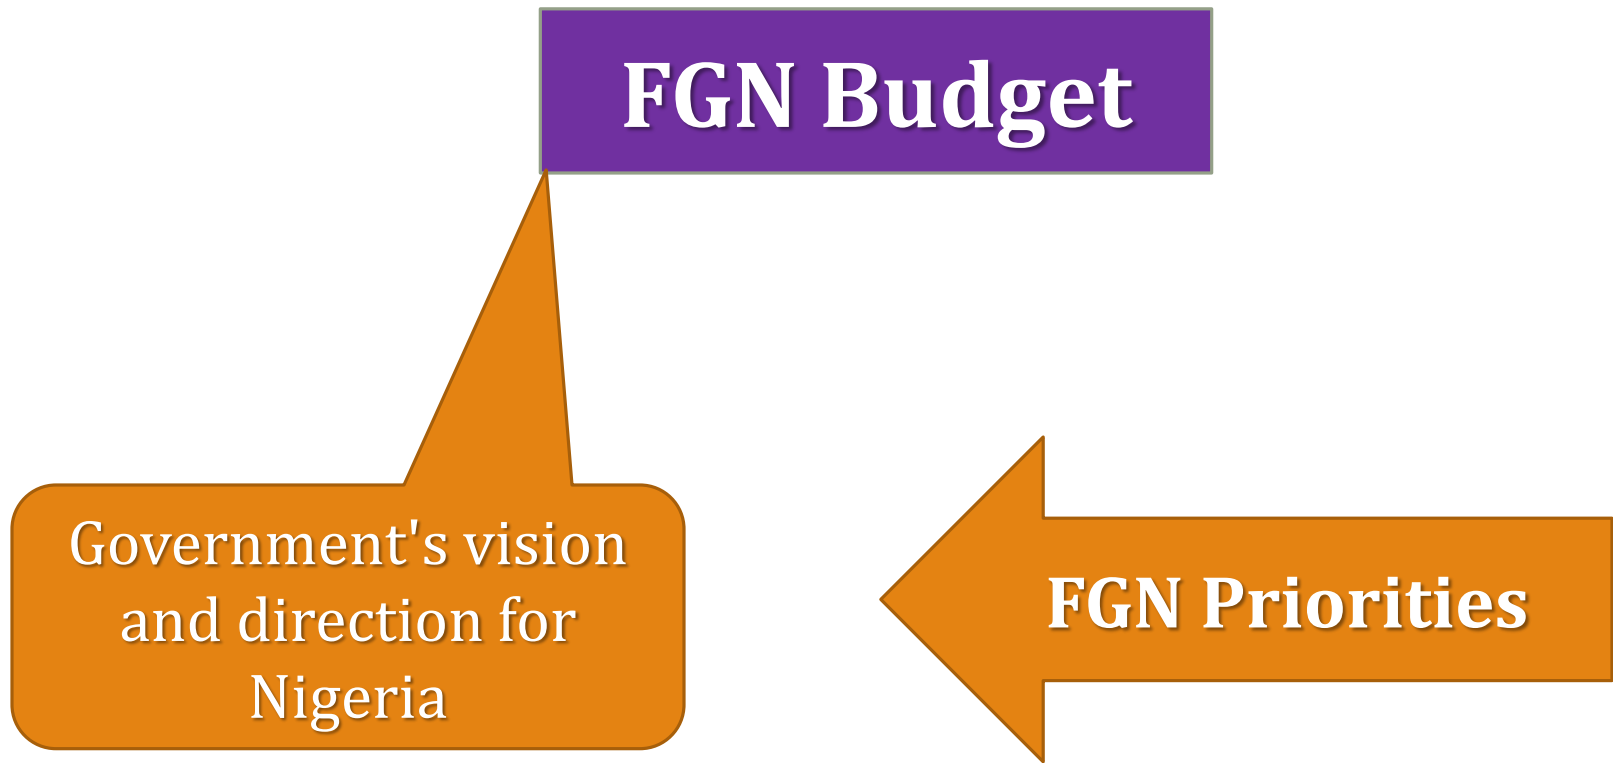 FGN Budget
Government's vision
and direction for
Nigeria
FGN Priorities